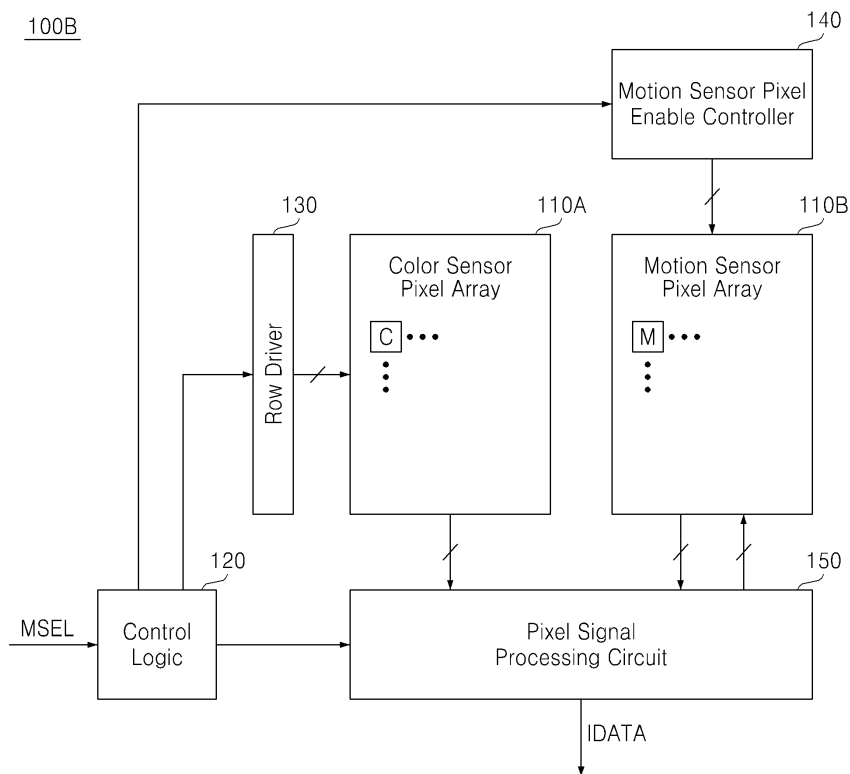 100B
140
Motion Sensor Pixel
Enable Controller
130
110A
110B
Row Driver
Color Sensor
Pixel Array
C
Motion Sensor
Pixel Array
M
120
150
MSEL
Control
Logic
Pixel Signal
Processing Circuit
IDATA